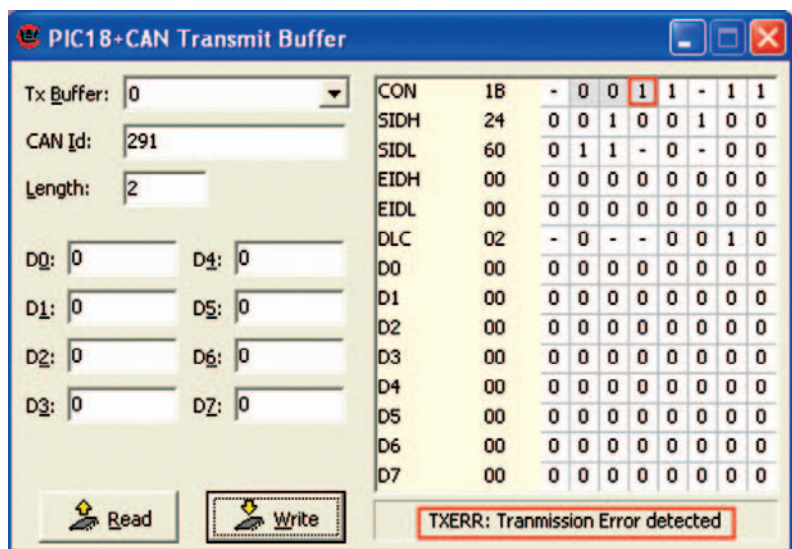 PIC18+CAN Transmit Buffer
Tx Buffer: 0
CAN Id: 291
Length: 2
D0: 0 D4: 0
D1: 0 D5: 0
D2: 0 D6: 0
D3: 0 D7: 0
Read Write
CON 1B - 0 0 1 1 - 1 1
SIDH 24 0 0 1 0 0 1 0 0
SIDL 60 0 1 1 - 0 - 0 0
EIDH 00 0 0 0 0 0 0 0 0
EIDL 00 0 0 0 0 0 0 0 0
DLC 02 - 0 - - 0 0 1 0
D0 00 0 0 0 0 0 0 0 0
D1 00 0 0 0 0 0 0 0 0
D2 00 0 0 0 0 0 0 0 0
D3 00 0 0 0 0 0 0 0 0
D4 00 0 0 0 0 0 0 0 0
D5 00 0 0 0 0 0 0 0 0
D6 00 0 0 0 0 0 0 0 0
D7 00 0 0 0 0 0 0 0 0
TXERR: Tranmission Error detected